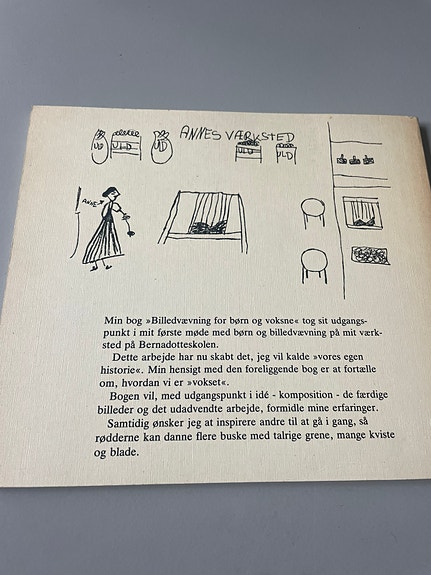 ANNES VÆRKSTED
ULD
ULD
ULD
ULD
ULD
ANNE
Min bog »Billedvævning for børn og voksne« tog sit udgangs-
punkt i mit første møde med børn og billedvævning på mit værk-
sted på Bernadotteskolen.
Dette arbejde har nu skabt det, jeg vil kalde »vores egen
historie«. Min hensigt med den foreliggende bog er at fortælle
om, hvordan vi er »vokset«.
Bogen vil, med udgangspunkt i idé - komposition - de færdige
billeder og det udadvendte arbejde, formidle mine erfaringer.
Samtidig ønsker jeg at inspirere andre til at gå i gang, så
rødderne kan danne flere buske med talrige grene, mange kviste
og blade.